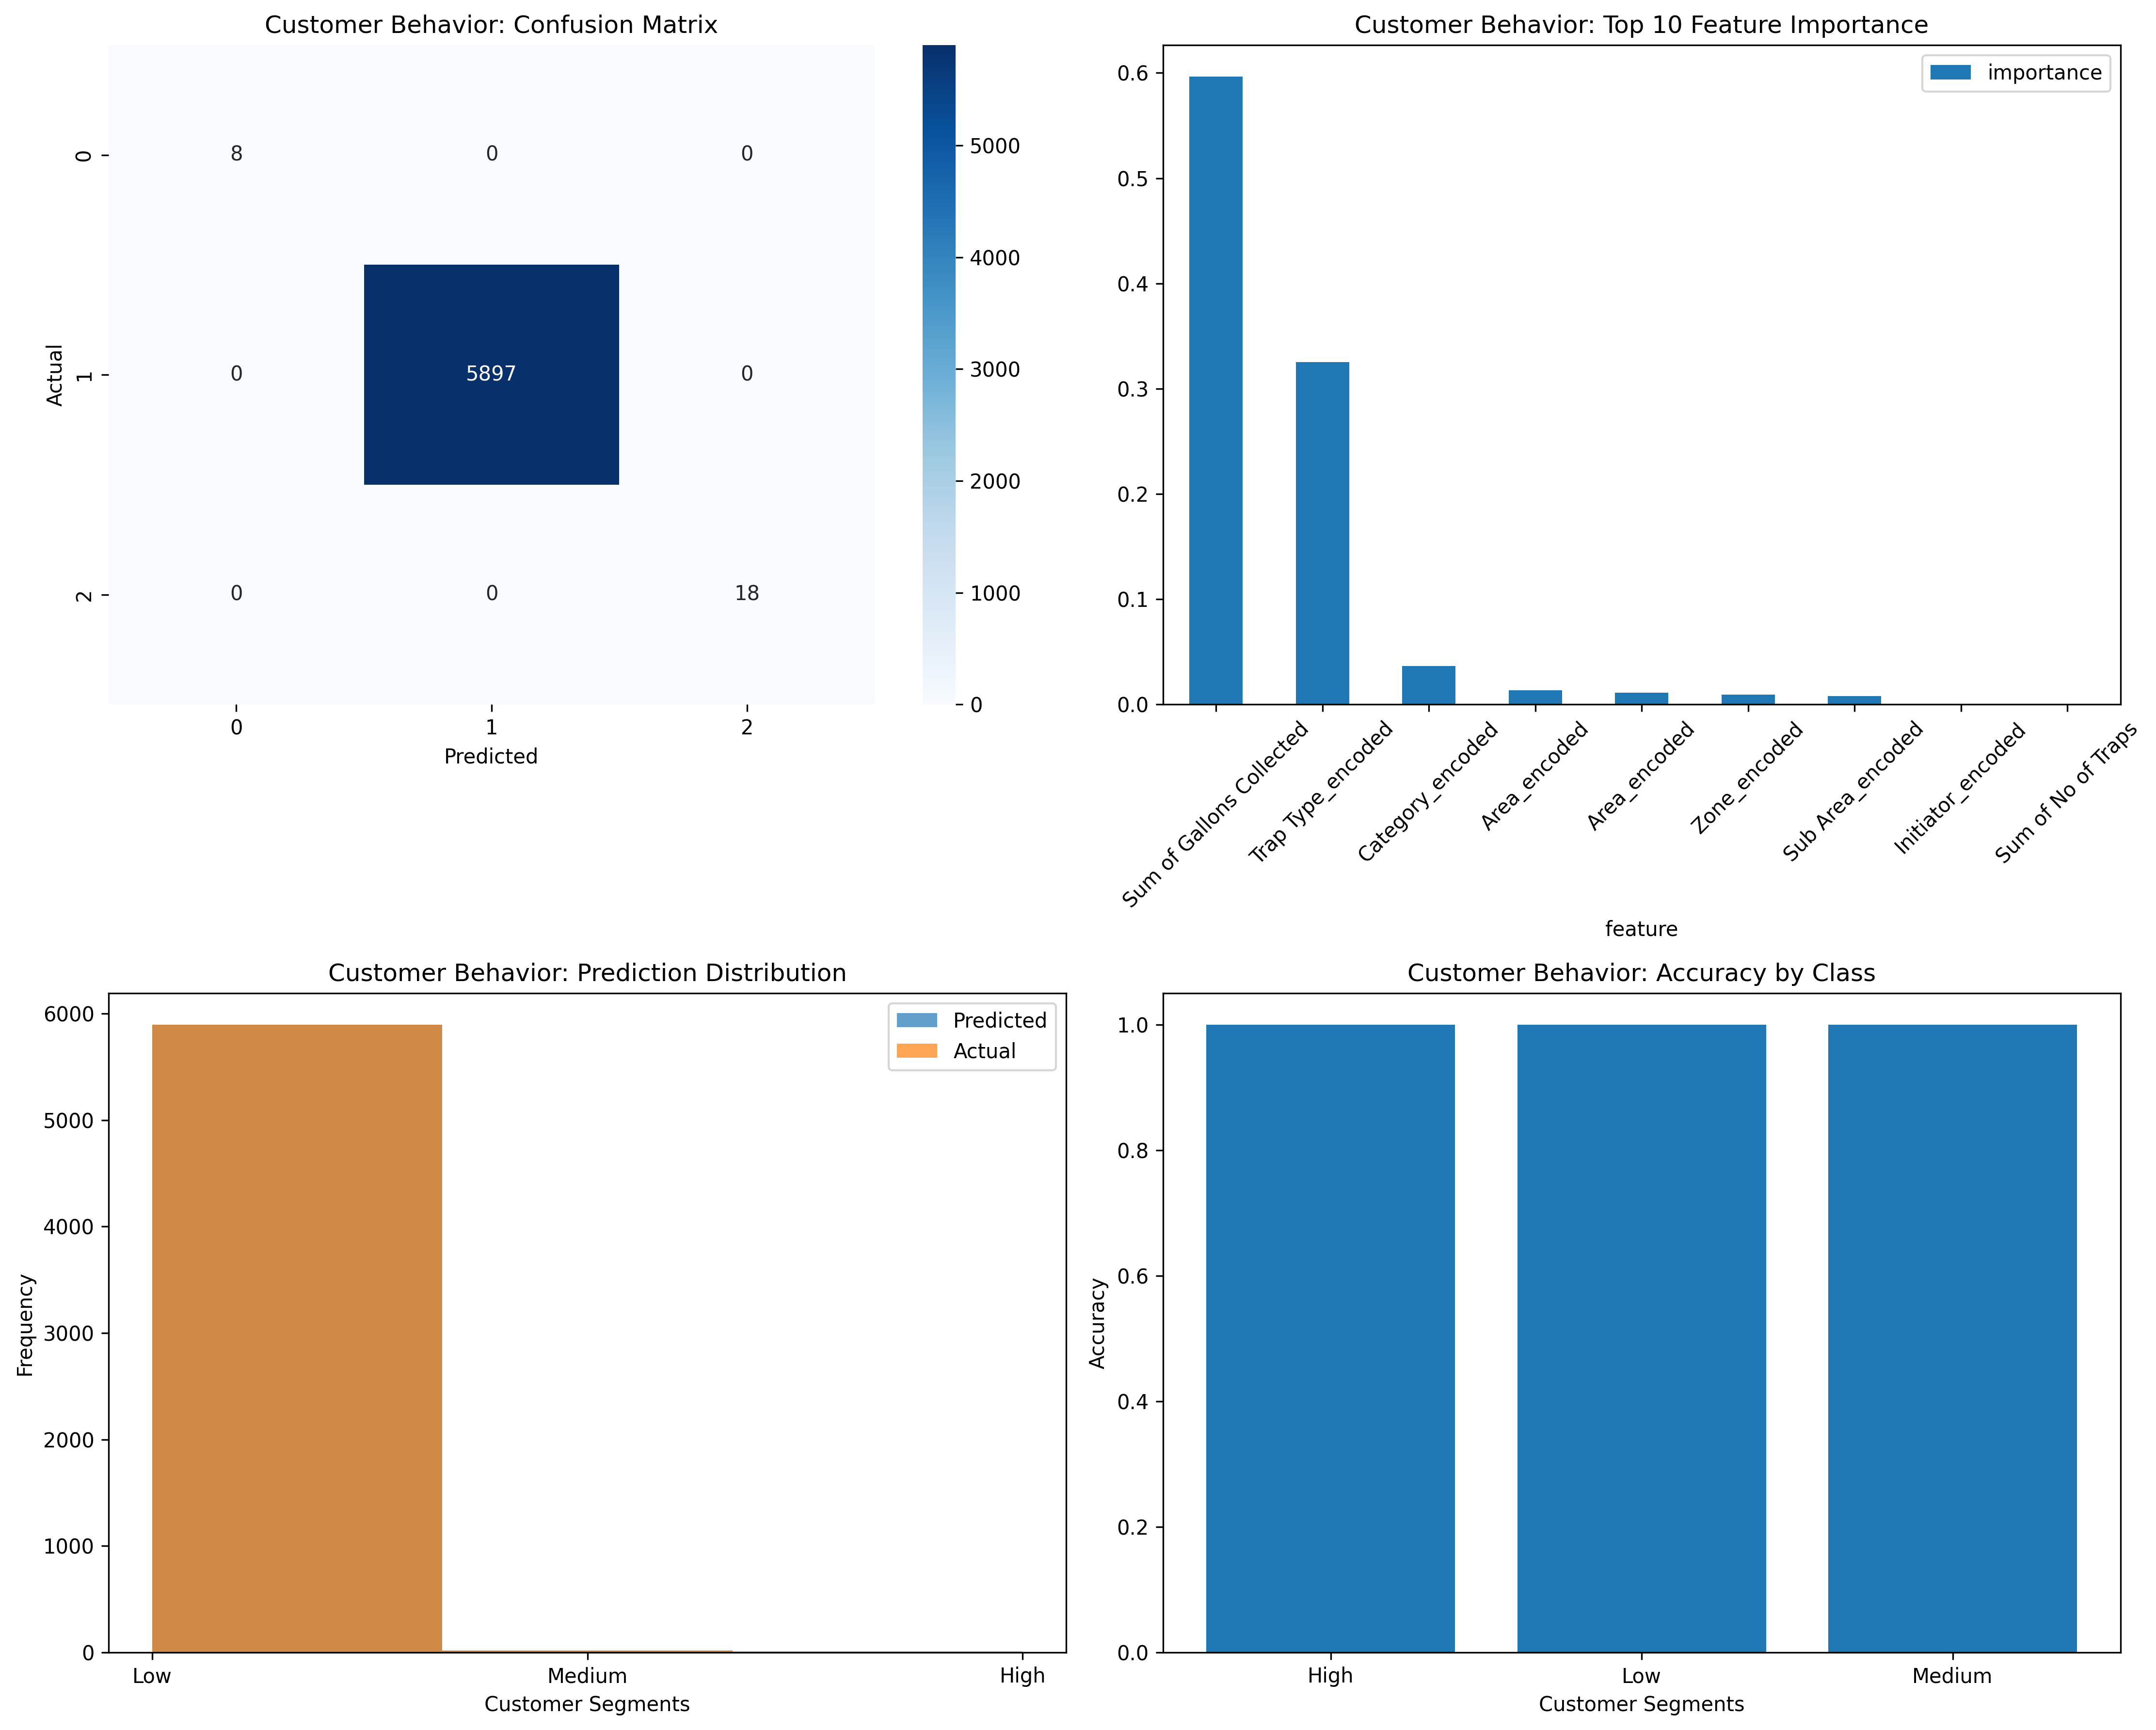 Customer Behavior: Confusion Matrix
8 0 0
0 5897 0
0 0 18
0
1
2
Actual
0 1 2
Predicted
5000
4000
3000
2000
1000
0
Customer Behavior: Top 10 Feature Importance
importance
0.6
0.5
0.4
0.3
0.2
0.1
0.0
Sum of Gallons Collected
Trap Type_encoded
Category_encoded
Area_encoded
Area_encoded
Zone_encoded
Sub Area_encoded
Initiator_encoded
Sum of No of Traps
feature
Customer Behavior: Prediction Distribution
Predicted
Actual
6000
5000
4000
3000
2000
1000
0
Frequency
Low Medium High
Customer Segments
Customer Behavior: Accuracy by Class
1.0
0.8
0.6
0.4
0.2
0.0
Accuracy
High Low Medium
Customer Segments